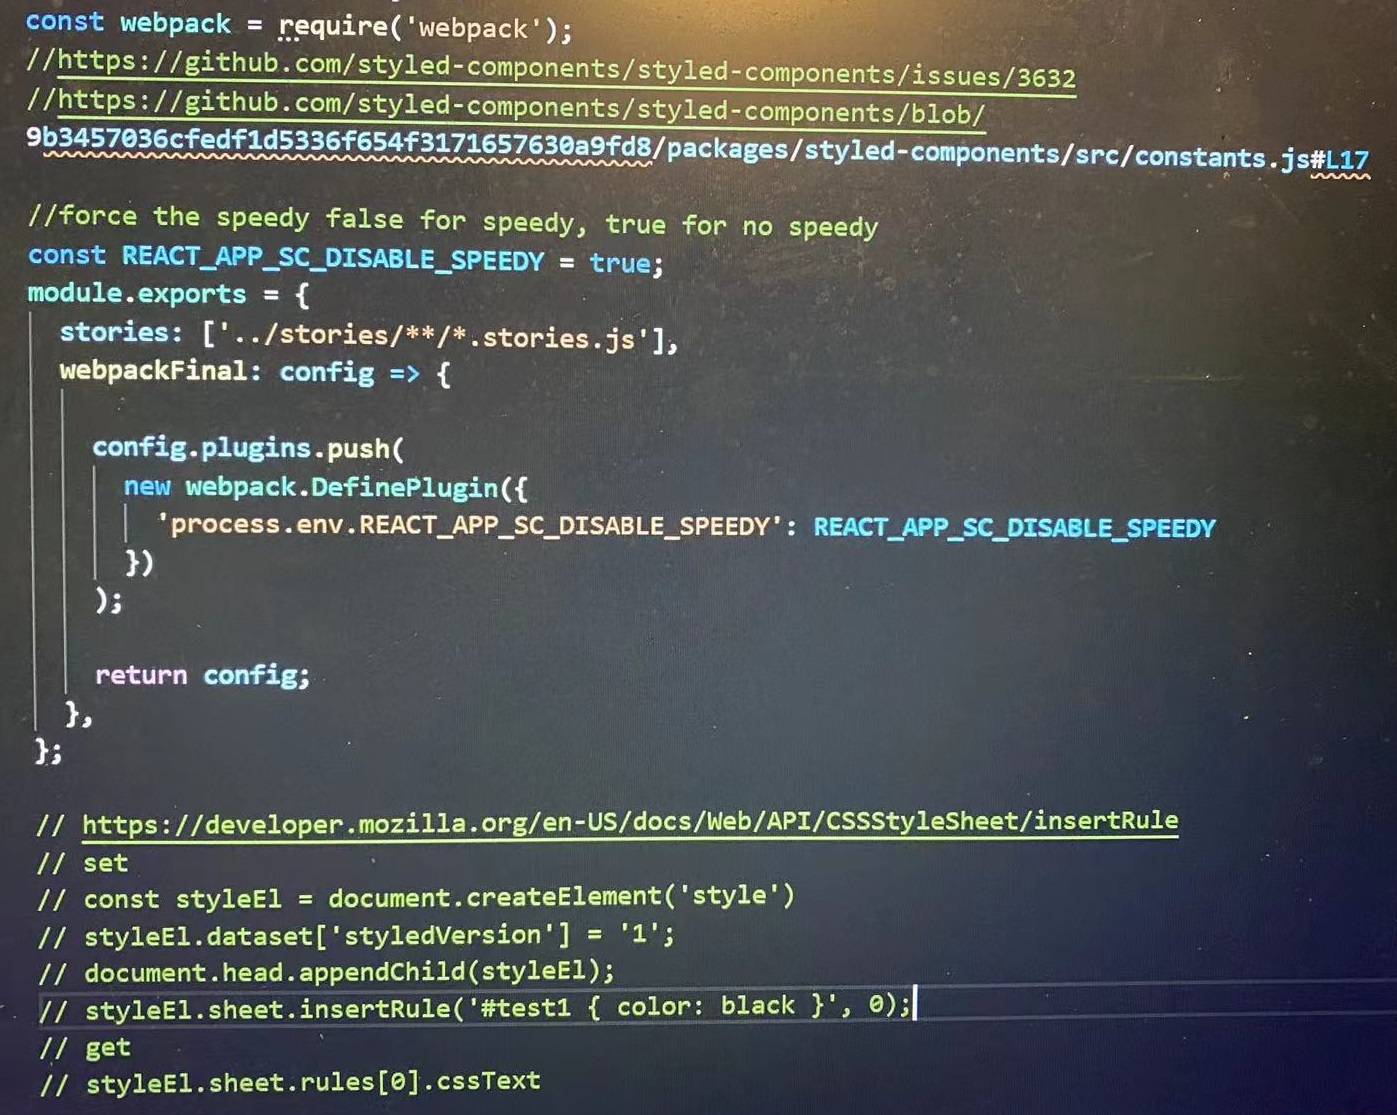 const webpack = require('webpack');
//https://github.com/styled-components/styled-components/issues/3632
//https://github.com/styled-components/styled-components/blob/
9b3457036cfedf1d5336f654f3171657630a9fd8/packages/styled-components/src/constants.js#L17
//force the speedy false for speedy, true for no speedy
const REACT_APP_SC_DISABLE_SPEEDY = true;
module.exports = {
stories: ['../stories/**/*.stories.js'],
webpackFinal: config => {
config.plugins.push(
new webpack.DefinePlugin({
'process.env.REACT_APP_SC_DISABLE_SPEEDY': REACT_APP_SC_DISABLE_SPEEDY
})
);
return config;
},
};
// https://developer.mozilla.org/en-US/docs/Web/API/CSSStyleSheet/insertRule
// set
// const styleEl = document.createElement('style')
// styleEl.dataset['styledVersion'] = '1';
// document.head.appendChild(styleEl);
// styleEl.sheet.insertRule('#test1 { color: black }', 0);
// get
// styleEl.sheet.rules[0].cssText